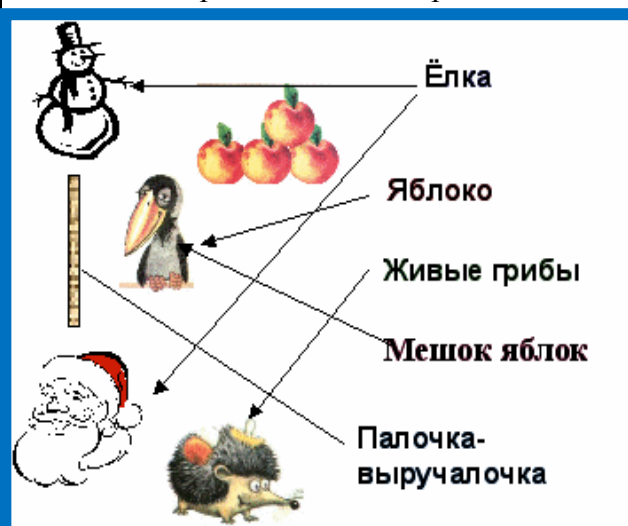 Ёлка
Яблоко
Живые грибы
Мешок яблок
Палочка-
выручалочка